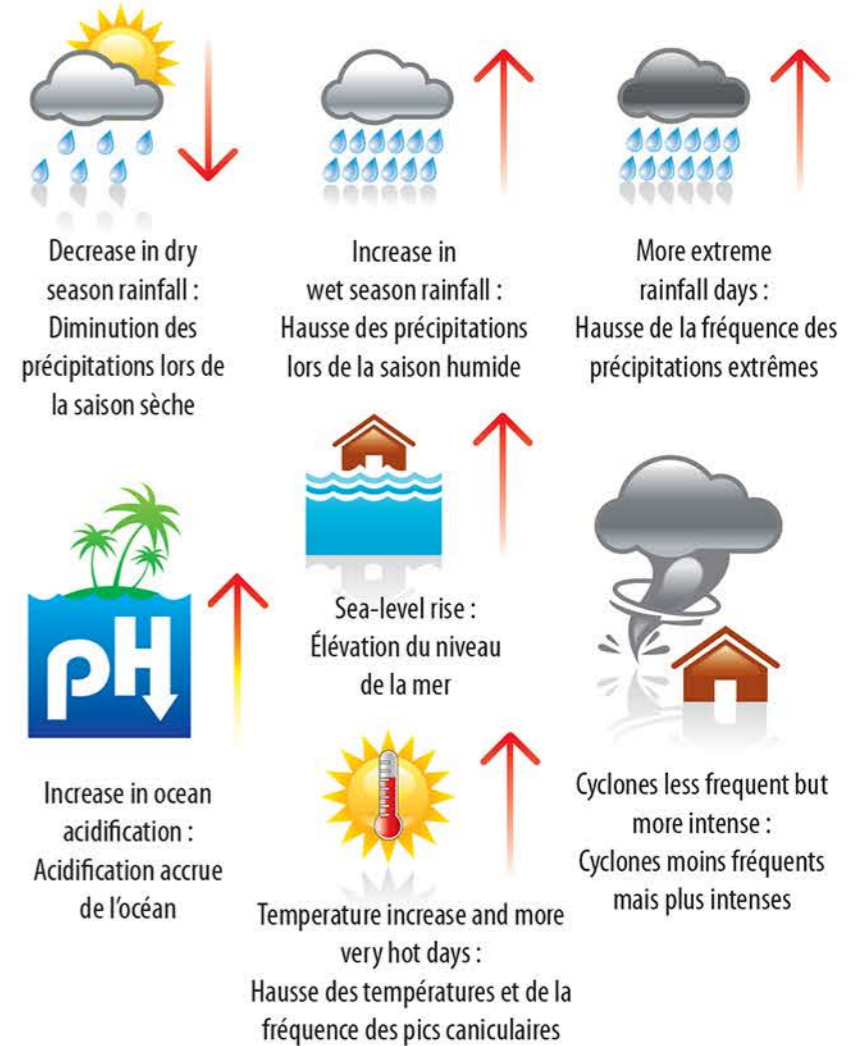 Decrease in dry
season rainfall :
Diminution des
précipitations lors de
la saison sèche
Increase in
wet season rainfall :
Hausse des précipitations
lors de la saison humide
More extreme
rainfall days :
Hausse de la fréquence des
précipitations extrêmes
pH
Increase in ocean
acidification :
Acidification accrue
de l'océan
Sea-level rise :
Élévation du niveau
de la mer
Temperature increase and more
very hot days :
Hausse des températures et de la
fréquence des pics caniculaires
Cyclones less frequent but
more intense :
Cyclones moins fréquents
mais plus intenses